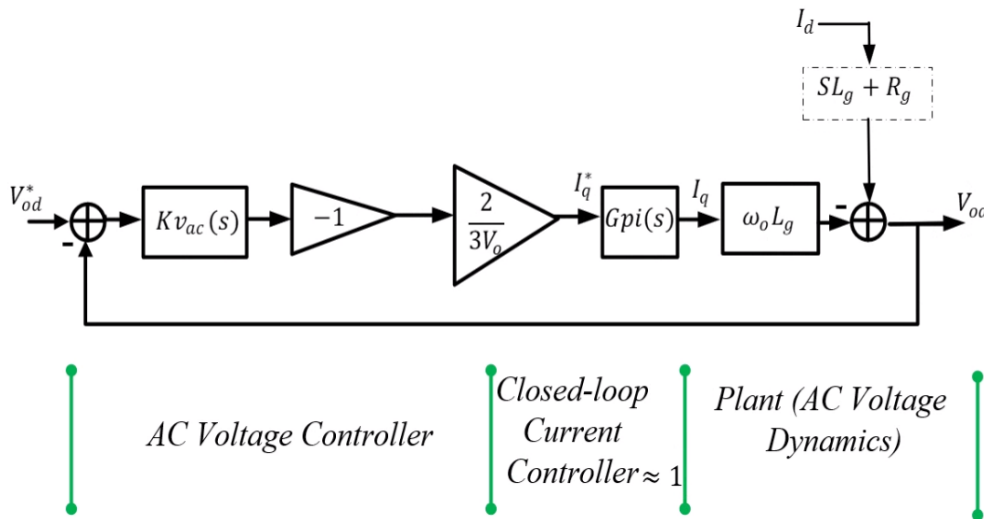 I_d
SL_g + R_g
V*_od
-
Kv_ac(s)
−1
2
3V_o
I*_q
Gpi(s)
I_q
ω_oL_g
-
-
V_od
AC Voltage Controller
Closed-loop
Current
Controller ≈ 1
Plant (AC Voltage
Dynamics)